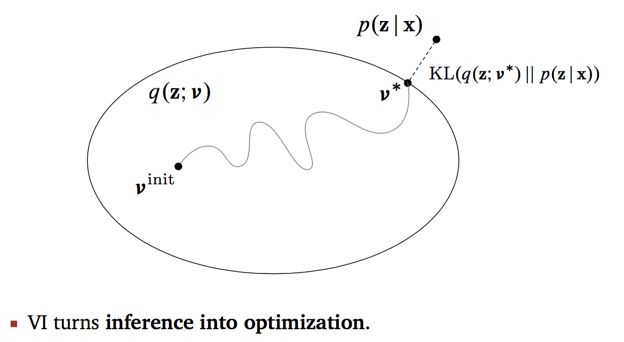 p(z | x)
KL(q(z; ν*) || p(z | x))
q(z; ν)
ν*
ν^init
▪ VI turns inference into optimization.